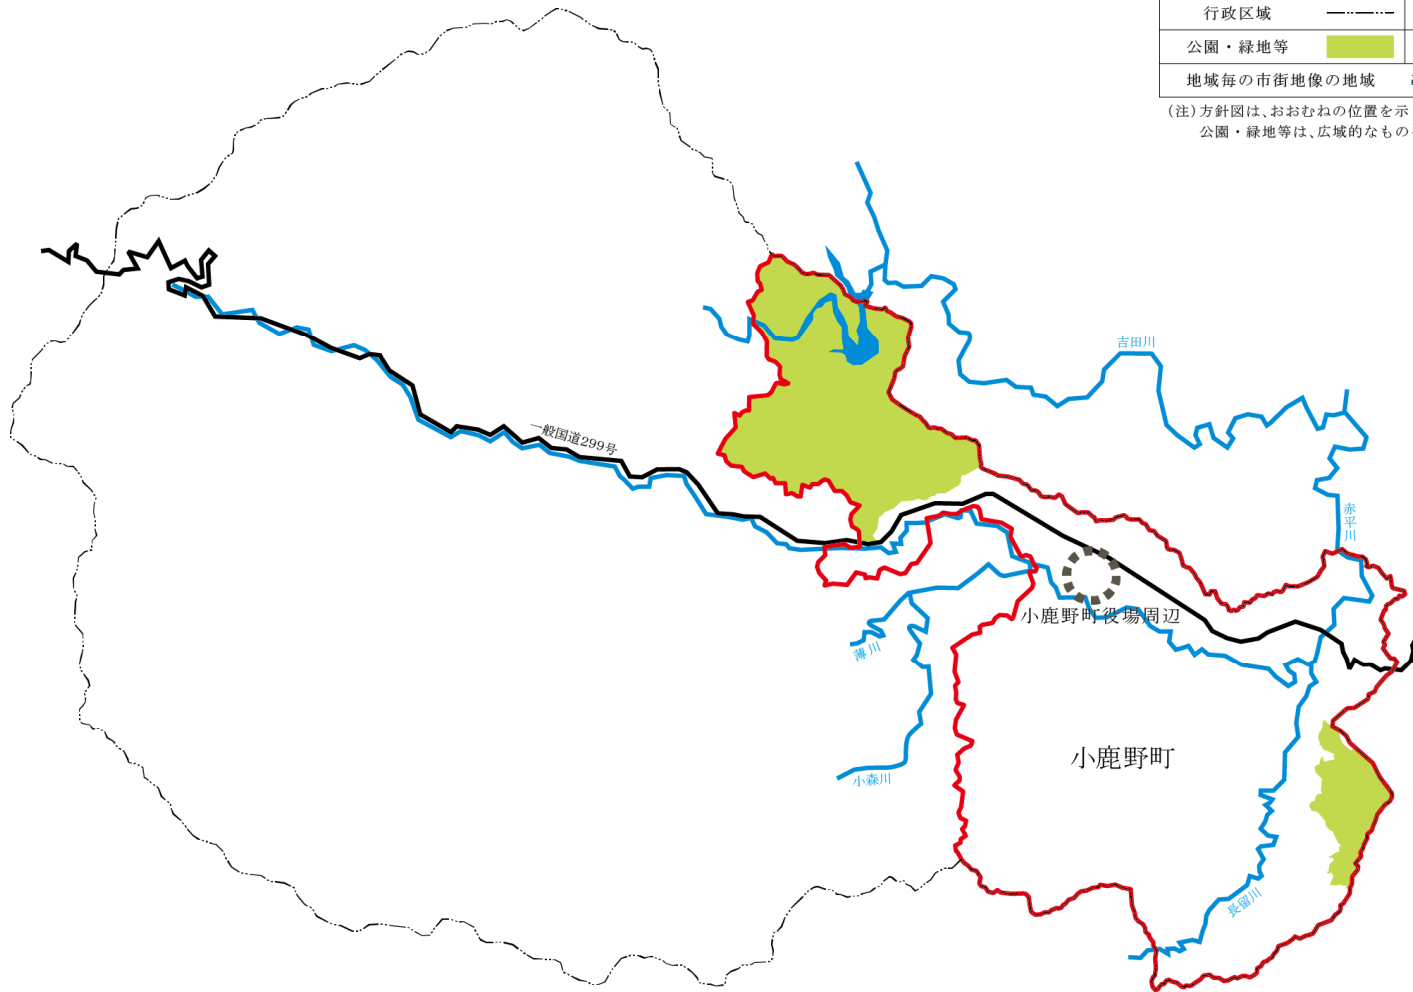 行政区域
公園・緑地等
地域毎の市街地像の地域
(注)方針図は、おおむねの位置を示
公園・緑地等は、広域的なもの
吉田川
一般国道299号
赤平川
小鹿野町役場周辺
薄川
小鹿野町
小森川
長留川